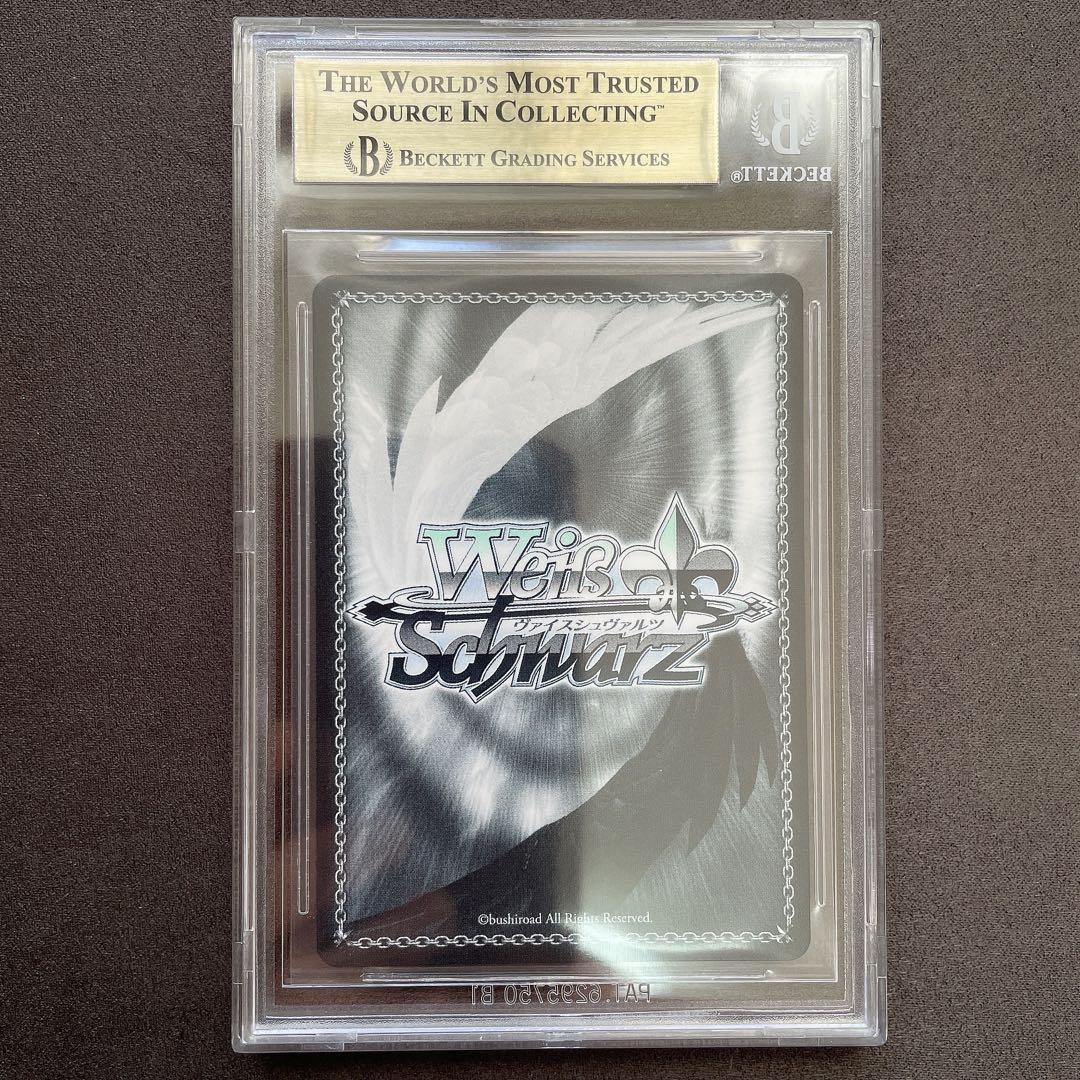 THE WORLD'S MOST TRUSTED
SOURCE IN COLLECTING™
B BECKETT GRADING SERVICES
B
BECKETT®
Weiß
ヴァイスシュヴァルツ
Schwarz
©bushiroad All Rights Reserved.
PAT. 6295750 B1